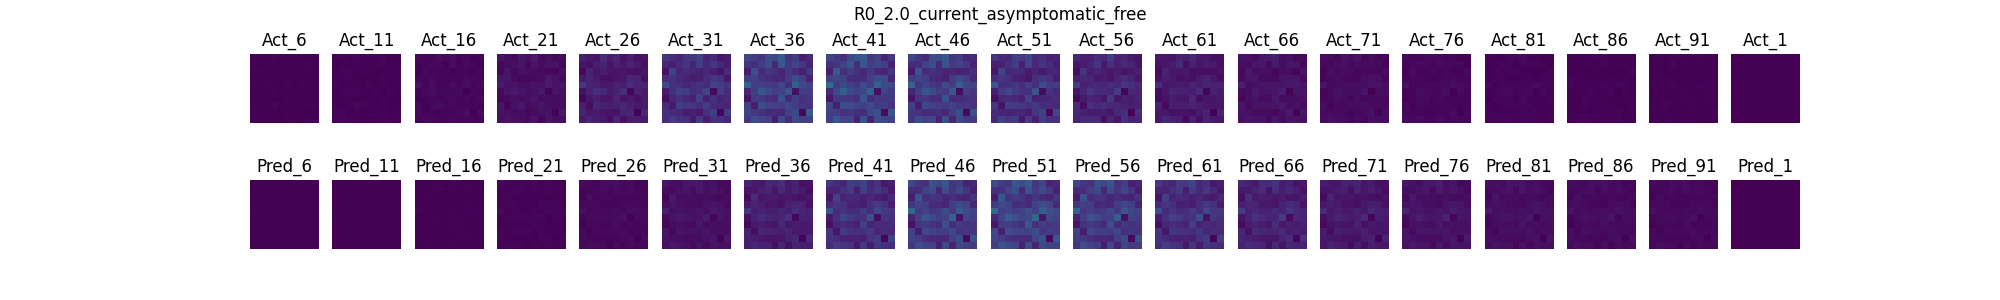 R0_2.0_current_asymptomatic_free
Act_6 Act_11 Act_16 Act_21 Act_26 Act_31 Act_36 Act_41 Act_46 Act_51 Act_56 Act_61 Act_66 Act_71 Act_76 Act_81 Act_86 Act_91 Act_1
Pred_6 Pred_11 Pred_16 Pred_21 Pred_26 Pred_31 Pred_36 Pred_41 Pred_46 Pred_51 Pred_56 Pred_61 Pred_66 Pred_71 Pred_76 Pred_81 Pred_86 Pred_91 Pred_1